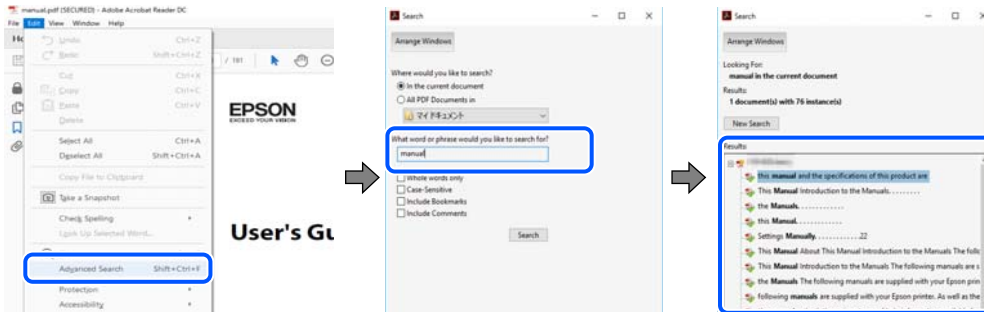 manual.pdf (SECURED) - Adobe Acrobat Reader DC
File Edit View Window Help
Undo Ctrl+Z
Redo Shift+Ctrl+Z
Cut Ctrl+X
Copy Ctrl+C
Paste Ctrl+V
Delete
Select All Ctrl+A
Deselect All Shift+Ctrl+A
Copy File to Clipboard
Take a Snapshot
Check Spelling
Look Up Selected Word...
Advanced Search Shift+Ctrl+F
Protection
Accessibility
/ 181
EPSON
EXCEED YOUR VISION
User's Gu
Search
Arrange Windows
Where would you like to search?
In the current document
All PDF Documents in
マイドキュメント
What word or phrase would you like to search for?
manual
Whole words only
Case-Sensitive
Include Bookmarks
Include Comments
Search
Search
Arrange Windows
Looking For:
manual in the current document
Results:
1 document(s) with 76 instance(s)
New Search
Results:
this manual and the specifications of this product are
This Manual Introduction to the Manuals. . . . . . . . .
the Manuals. . . . . . . . . . . . .
this Manual. . . . . . . . . . . . .
Settings Manually. . . . . . . . . . . . .22
This Manual About This Manual Introduction to the Manuals The follo
This Manual Introduction to the Manuals The following manuals are s
the Manuals The following manuals are supplied with your Epson prin
following manuals are supplied with your Epson printer. As well as the